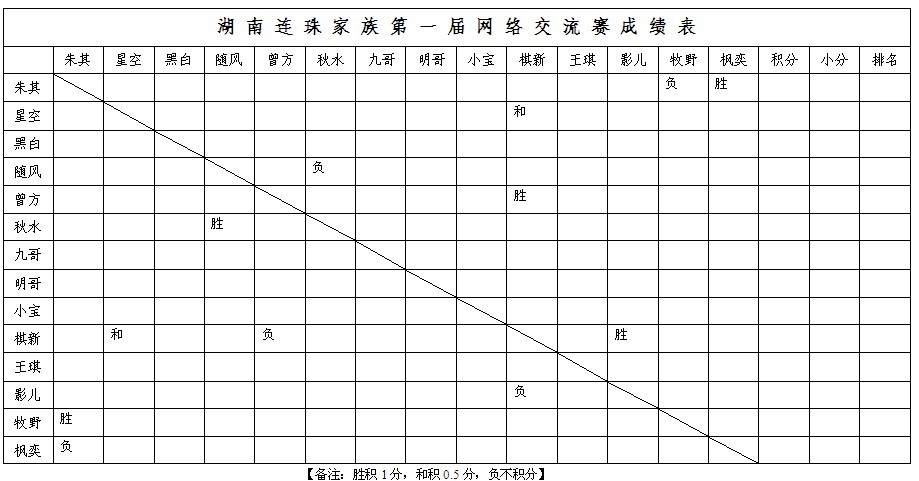 湖南连珠家族第一届网络交流赛成绩表
朱其 星空 黑白 随风 曾方 秋水 九哥 明哥 小宝 棋新 王琪 影儿 牧野 枫奕 积分 小分 排名
朱其 负 胜
星空 和
黑白
随风 负
曾方 胜
秋水 胜
九哥
明哥
小宝
棋新 和 负 胜
王琪
影儿 负
牧野 胜
枫奕 负
【备注：胜积1分，和积0.5分，负不积分】